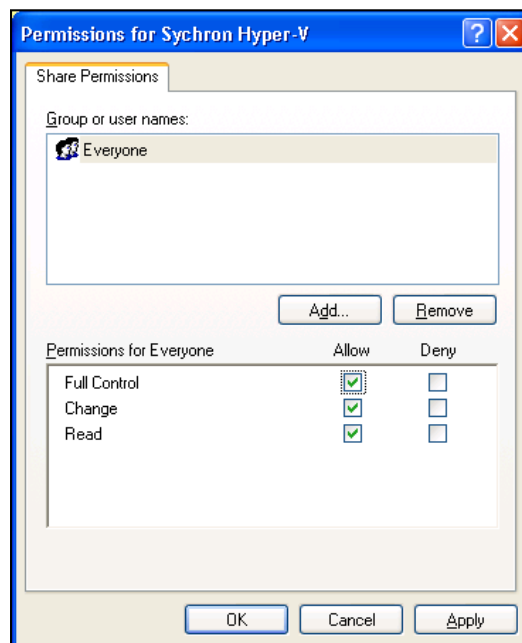 Permissions for Sychron Hyper-V
?
Share Permissions
Group or user names:
Everyone
Add...
Remove
Permissions for Everyone
Allow
Deny
Full Control
Change
Read
OK
Cancel
Apply